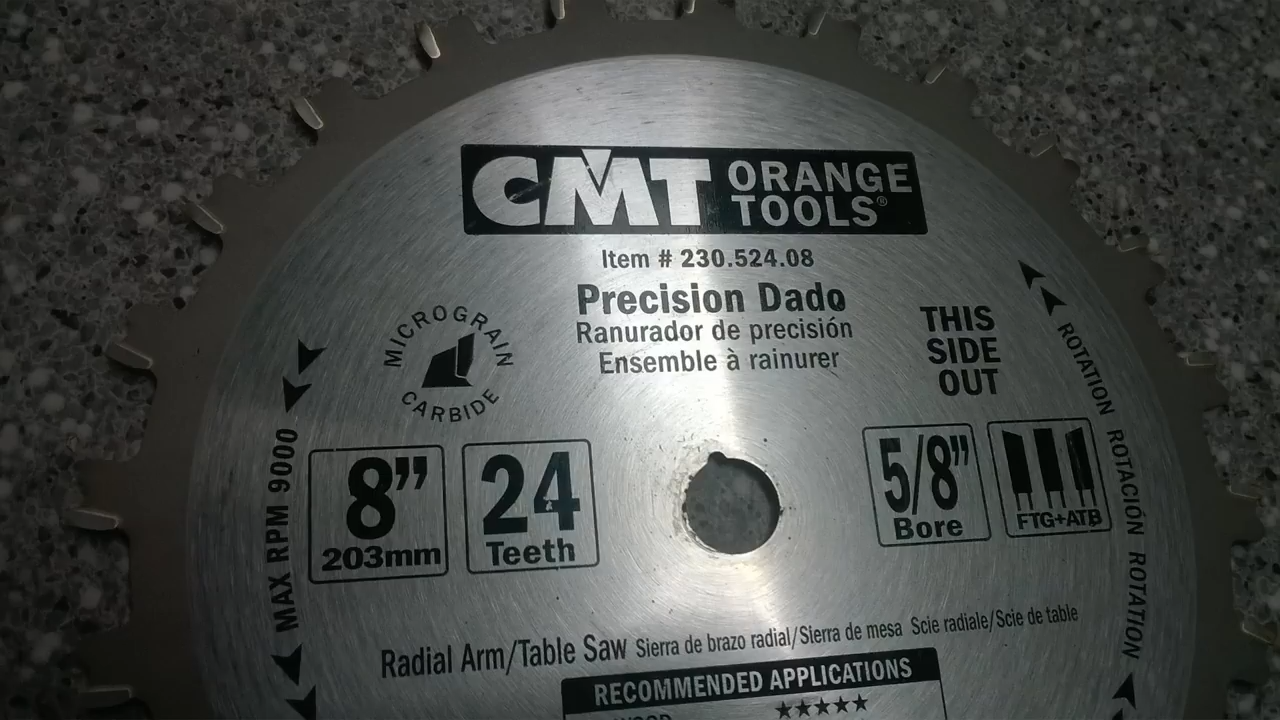 CMT ORANGE
TOOLS®
Item # 230.524.08
Precision Dado
Ranurador de precisión
Ensemble à rainurer
MICROGRAIN
CARBIDE
THIS
SIDE
OUT
ROTATION ROTACIÓN ROTATION
MAX RPM 9000
8”
203mm
24
Teeth
5/8”
Bore
FTG+ATB
Radial Arm/Table Saw Sierra de brazo radial/Sierra de mesa Scie radiale/Scie de table
RECOMMENDED APPLICATIONS
★★★★★